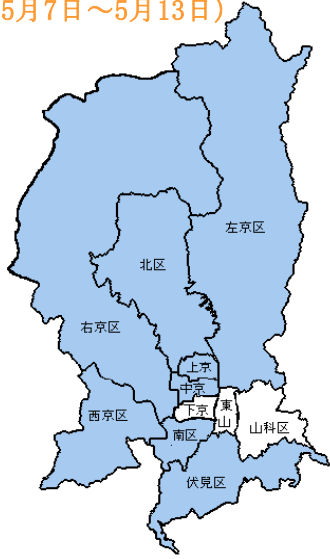 5月7日～5月13日）
左京区
北区
右京区
上京
中京
下京
東山
山科区
西京区
南区
伏見区